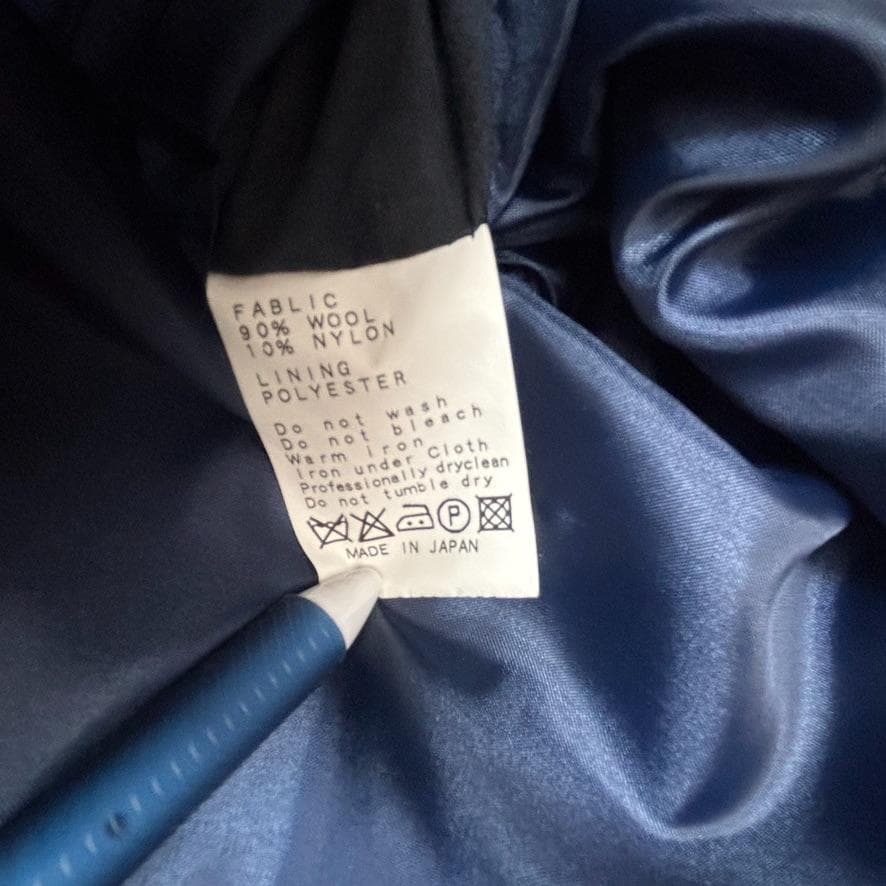 FABLIC
90% WOOL
10% NYLON
LINING
POLYESTER
Do not wash
Do not bleach
Warm iron
Iron under Cloth
Professionally dryclean
Do not tumble dry
P
MADE IN JAPAN